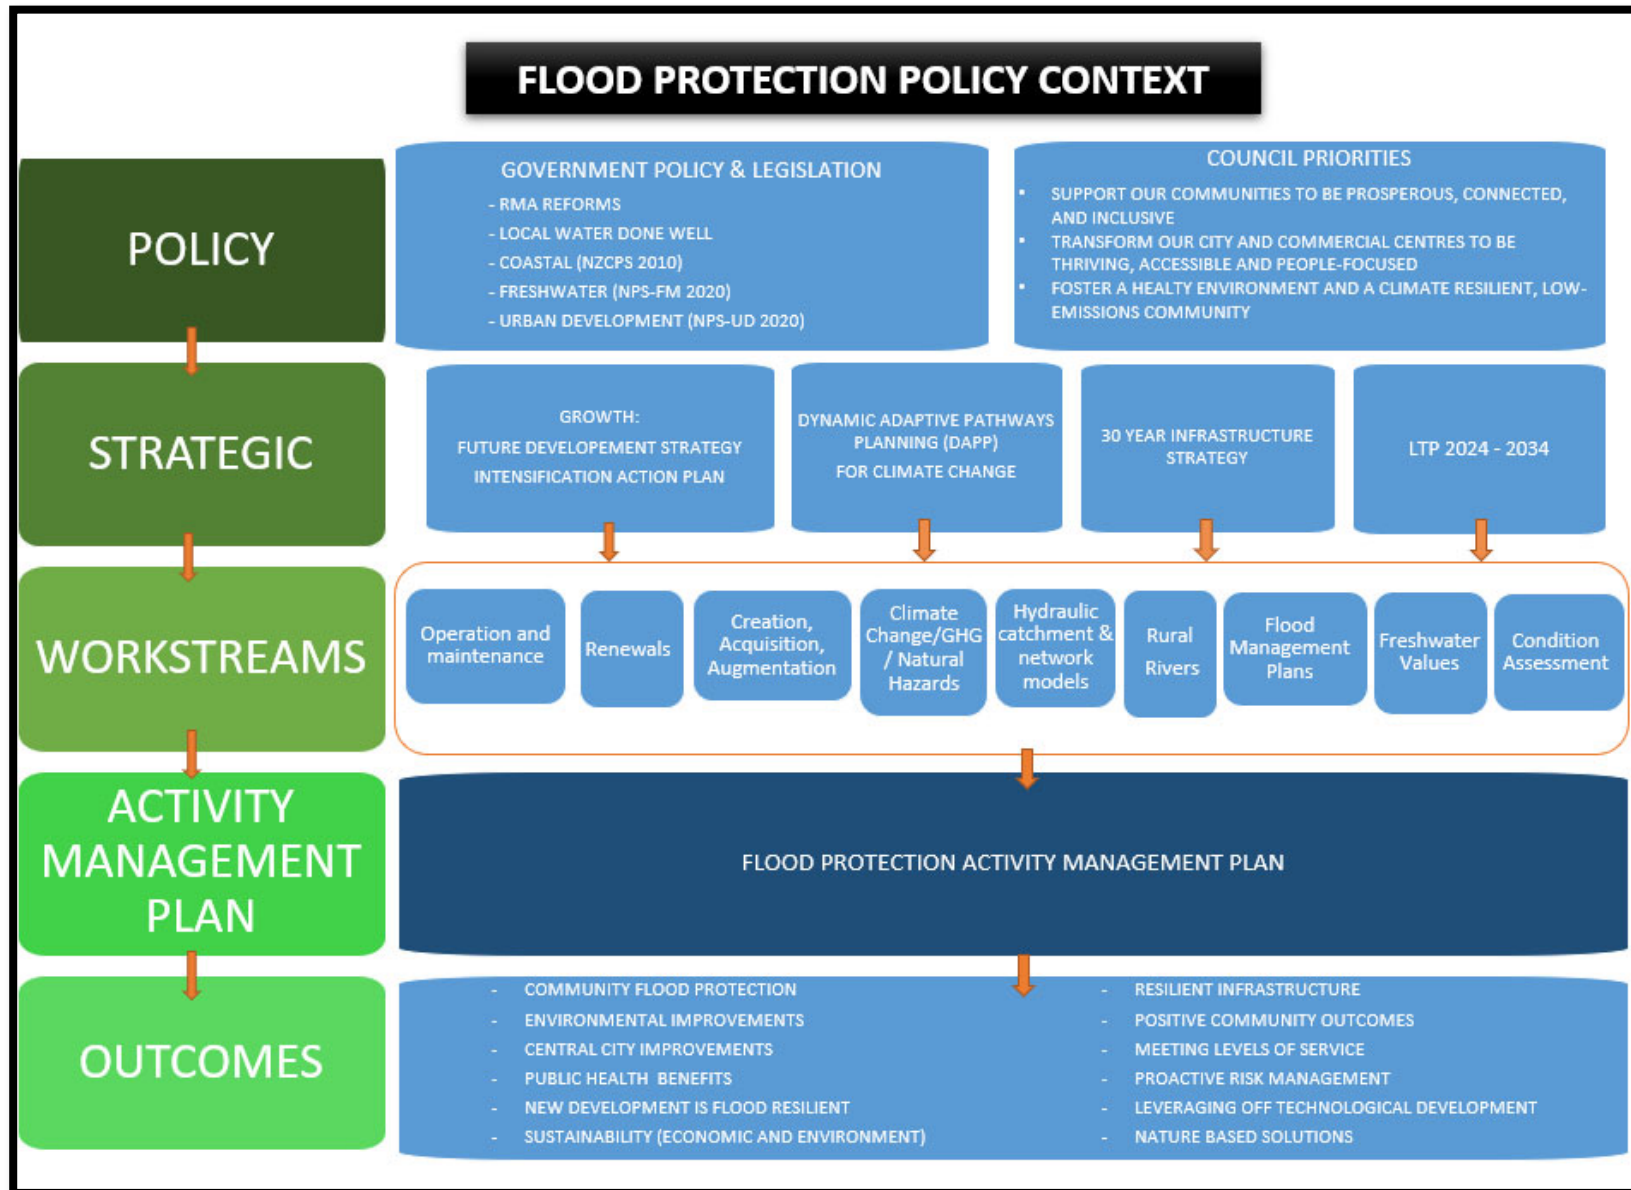 FLOOD PROTECTION POLICY CONTEXT
POLICY
GOVERNMENT POLICY & LEGISLATION
- RMA REFORMS
- LOCAL WATER DONE WELL
- COASTAL (NZCPS 2010)
- FRESHWATER (NPS-FM 2020)
- URBAN DEVELOPMENT (NPS-UD 2020)
COUNCIL PRIORITIES
▪ SUPPORT OUR COMMUNITIES TO BE PROSPEROUS, CONNECTED,
AND INCLUSIVE
▪ TRANSFORM OUR CITY AND COMMERCIAL CENTRES TO BE
THRIVING, ACCESSIBLE AND PEOPLE-FOCUSED
▪ FOSTER A HEALTY ENVIRONMENT AND A CLIMATE RESILIENT, LOW-
EMISSIONS COMMUNITY
STRATEGIC
GROWTH:
FUTURE DEVELOPEMENT STRATEGY
INTENSIFICATION ACTION PLAN
DYNAMIC ADAPTIVE PATHWAYS
PLANNING (DAPP)
FOR CLIMATE CHANGE
30 YEAR INFRASTRUCTURE
STRATEGY
LTP 2024 - 2034
WORKSTREAMS
Operation and
maintenance
Renewals
Creation,
Acquisition,
Augmentation
Climate
Change/GHG
/ Natural
Hazards
Hydraulic
catchment &
network
models
Rural
Rivers
Flood
Management
Plans
Freshwater
Values
Condition
Assessment
ACTIVITY
MANAGEMENT
PLAN
FLOOD PROTECTION ACTIVITY MANAGEMENT PLAN
OUTCOMES
- COMMUNITY FLOOD PROTECTION
- ENVIRONMENTAL IMPROVEMENTS
- CENTRAL CITY IMPROVEMENTS
- PUBLIC HEALTH BENEFITS
- NEW DEVELOPMENT IS FLOOD RESILIENT
- SUSTAINABILITY (ECONOMIC AND ENVIRONMENT)
- RESILIENT INFRASTRUCTURE
- POSITIVE COMMUNITY OUTCOMES
- MEETING LEVELS OF SERVICE
- PROACTIVE RISK MANAGEMENT
- LEVERAGING OFF TECHNOLOGICAL DEVELOPMENT
- NATURE BASED SOLUTIONS